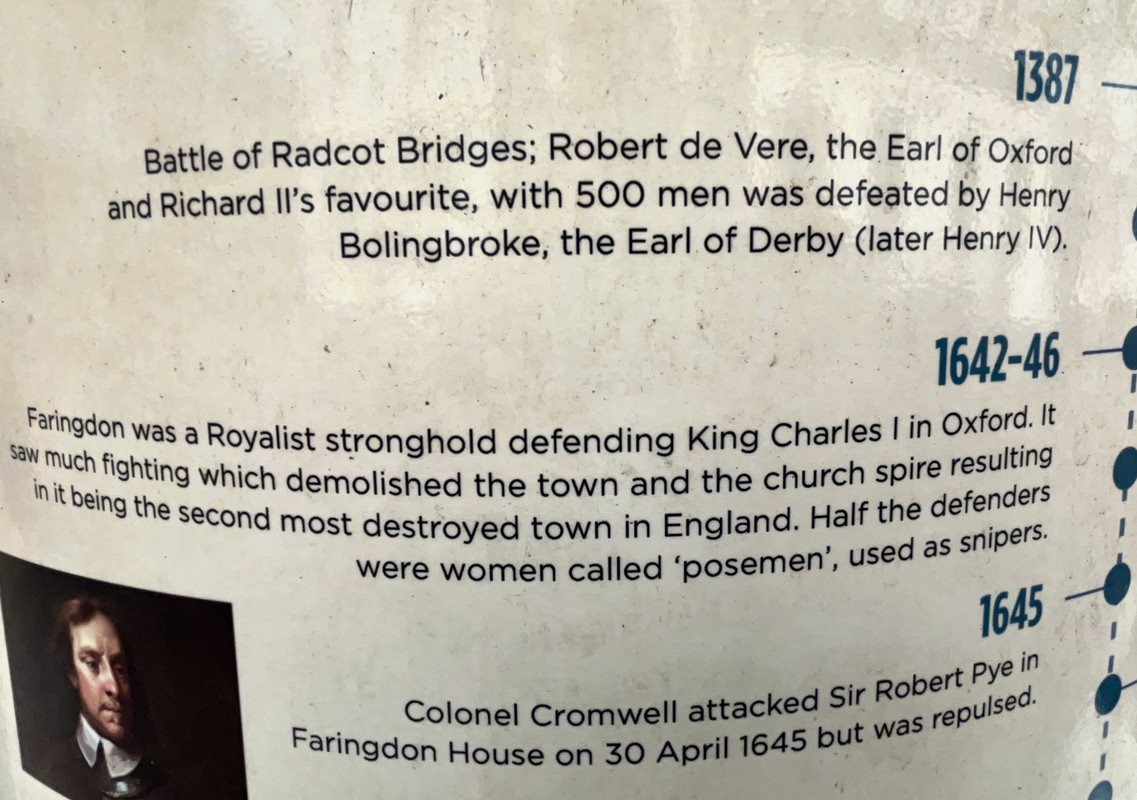 1387
Battle of Radcot Bridges; Robert de Vere, the Earl of Oxford
and Richard II's favourite, with 500 men was defeated by Henry
Bolingbroke, the Earl of Derby (later Henry IV).
1642-46
Faringdon was a Royalist stronghold defending King Charles I in Oxford. It
saw much fighting which demolished the town and the church spire resulting
in it being the second most destroyed town in England. Half the defenders
were women called ‘posemen’, used as snipers.
1645
Colonel Cromwell attacked Sir Robert Pye in
Faringdon House on 30 April 1645 but was repulsed.